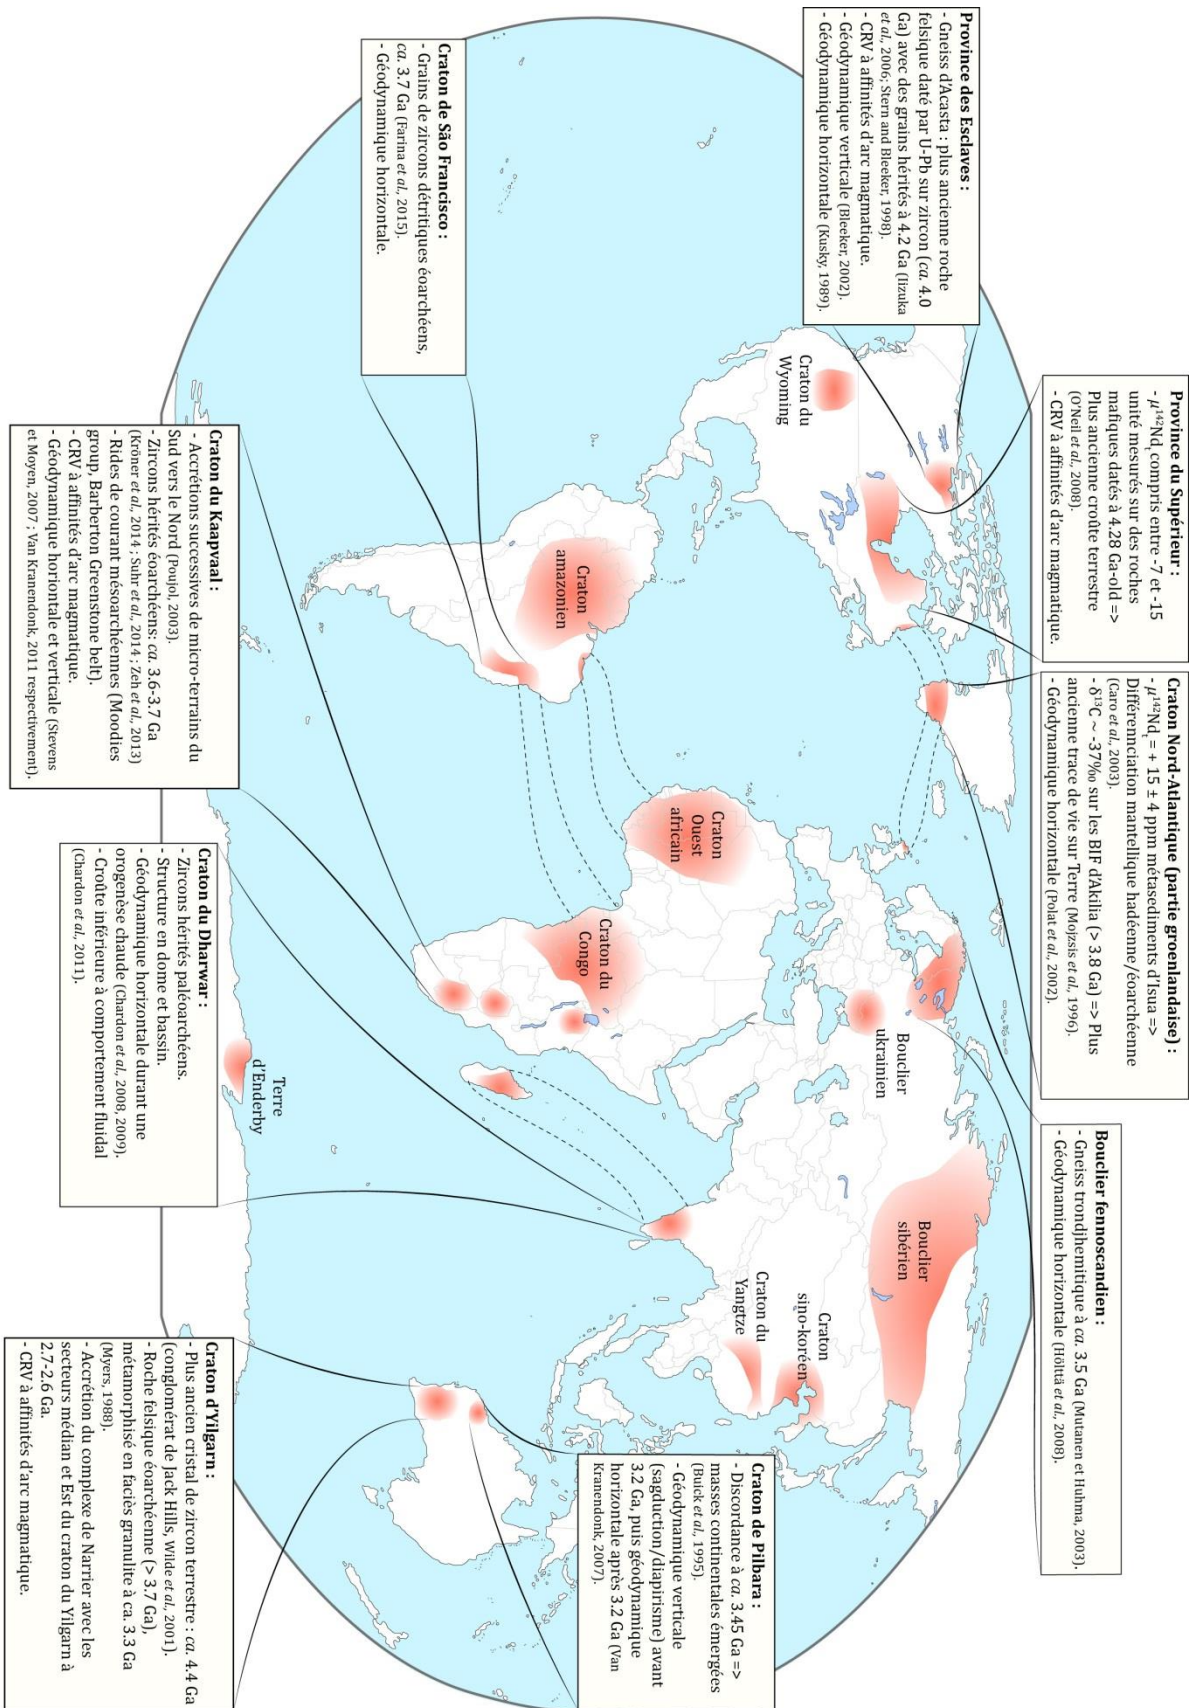 Province des Esclaves :
- Gneiss d'Acasta : plus ancienne roche
felsique daté par U-Pb sur zircon (ca. 4.0
Ga) avec des grains hérités à 4.2 Ga (Iizuka
et al., 2006; Stern and Bleeker, 1998).
- CRV à affinités d'arc magmatique.
- Géodynamique verticale (Bleeker, 2002).
- Géodynamique horizontale (Kusky, 1989).
Province du Supérieur :
- μ¹⁴²Ndₜ compris entre -7 et -15
unité mesurés sur des roches
mafiques datés à 4.28 Ga-old =>
Plus ancienne croûte terrestre
(O'Neil et al., 2008).
- CRV à affinités d'arc magmatique.
Craton Nord-Atlantique (partie groenlandaise) :
- μ¹⁴²Ndₜ = + 15 ± 4 ppm métasediments d'Isua =>
Différenciation mantellique hadéenne/éoarchéenne
(Caro et al., 2003).
- δ¹³C ~ -37‰ sur les BIF d'Akilia (> 3.8 Ga) => Plus
ancienne trace de vie sur Terre (Mojzsis et al., 1996).
- Géodynamique horizontale (Polat et al., 2002).
Bouclier fennoscandien :
- Gneiss trondjhemitique à ca. 3.5 Ga (Mutanen et Huhma, 2003).
- Géodynamique horizontale (Hölttä et al., 2008).
Craton de São Francisco :
- Grains de zircons détritiques éoarchéens,
ca. 3.7 Ga (Farina et al., 2015).
- Géodynamique horizontale.
Craton du
Wyoming
Craton
amazonien
Craton
Ouest
africain
Craton du
Congo
Bouclier
ukranien
Bouclier
sibérien
Craton
sino-koréen
Craton du
Yangtze
Terre
d'Enderby
Craton du Kaapvaal :
- Accrétions successives de micro-terrains du
Sud vers le Nord (Poujol, 2003).
- Zircons hérités éoarchéens: ca. 3.6-3.7 Ga
(Kröner et al., 2014 ; Suhr et al., 2014 ; Zeh et al., 2013)
- Rides de courant mésoarchéennes (Moodies
group, Barberton Greenstone belt).
- CRV à affinités d'arc magmatique.
- Géodynamique horizontale et verticale (Stevens
et Moyen, 2007 ; Van Kranendonk, 2011 respectivement).
Craton du Dharwar :
- Zircons hérités paléoarchéens.
- Structure en dome et bassin.
- Géodynamique horizontale durant une
orogenèse chaude (Chardon et al., 2008, 2009).
- Croûte inférieure à comportement fluidal
(Chardon et al., 2011).
Craton de Pilbara :
- Discordance à ca. 3.45 Ga =>
masses continentales émergées
(Buick et al., 1995).
- Géodynamique verticale
(sagduction/diapirisme) avant
3.2 Ga, puis géodynamique
horizontale après 3.2 Ga (Van
Kranendonk, 2007).
Craton d'Yilgarn :
- Plus ancien cristal de zircon terrestre : ca. 4.4 Ga
(conglomérat de Jack Hills, Wilde et al., 2001).
- Roche felsique éoarchéenne (> 3.7 Ga),
métamorphisé en faciès granulite à ca. 3.3 Ga
(Myers, 1988).
- Accrétion du complexe de Narrier avec les
secteurs médian et Est du craton du Yilgarn à
2.7-2.6 Ga.
- CRV à affinités d'arc magmatique.